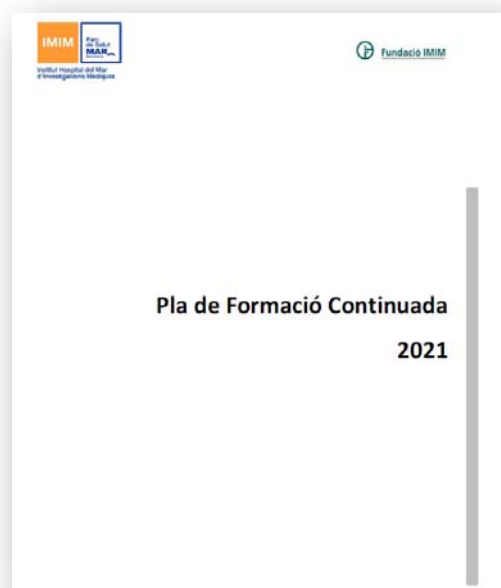 IMIM
Parc
de Salut
MAR
Institut Hospital del Mar
d'Investigacions Mèdiques
Fundació IMIM
Pla de Formació Continuada
2021